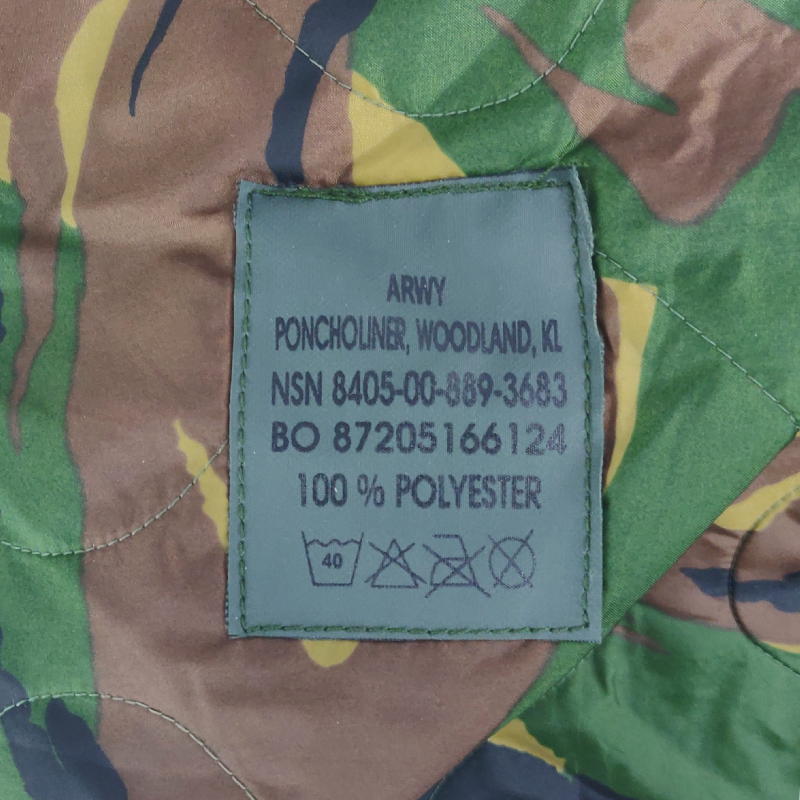 ARWY
PONCHOLINER, WOODLAND, KL
NSN 8405-00-889-3683
BO 87205166124
100 % POLYESTER
40